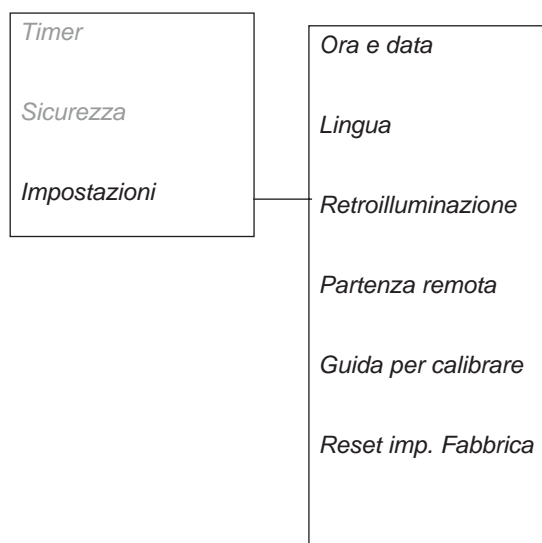 Timer
Sicurezza
Impostazioni
Ora e data
Lingua
Retroilluminazione
Partenza remota
Guida per calibrare
Reset imp. Fabbrica